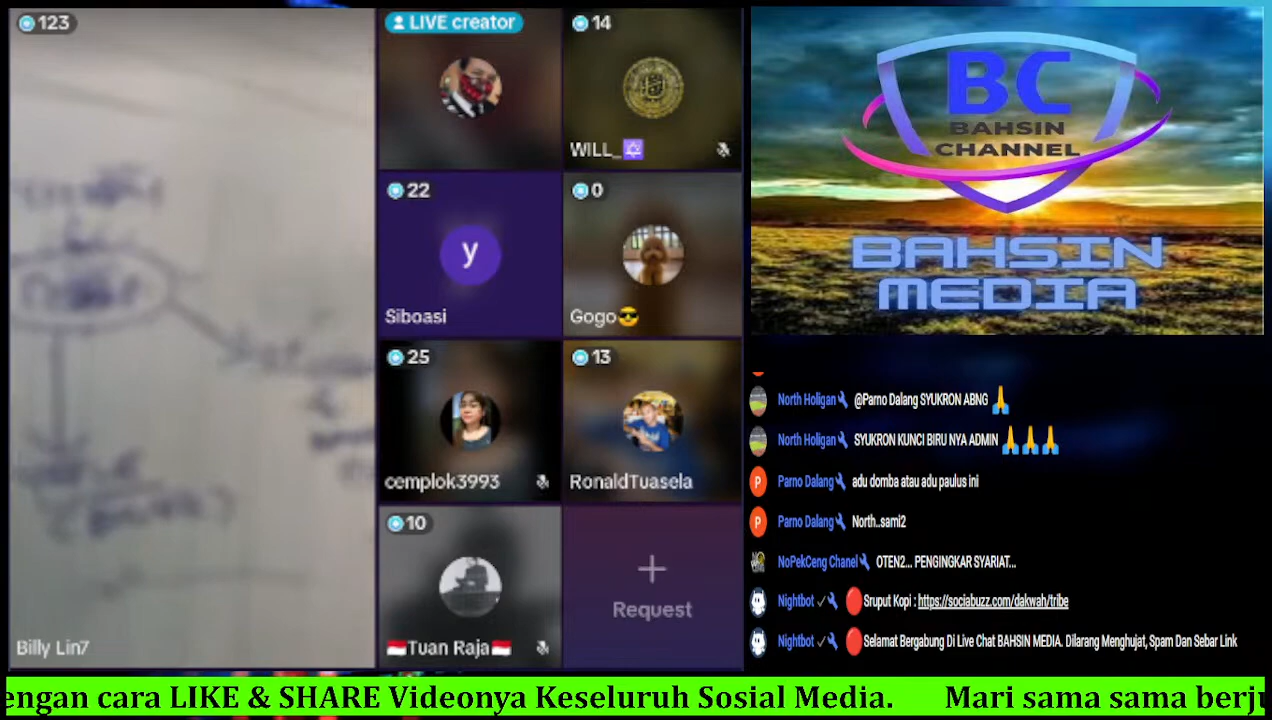 123
LIVE creator
14
WILL_✡
22
y
Siboasi
0
Gogo😎
25
cemplok3993
13
RonaldTuasela
10
🇮🇩Tuan Raja🇮🇩
+
Request
Billy Lin7
BC
BAHSIN
CHANNEL
BAHSIN
MEDIA
North Holigan🔧 @Parno Dalang SYUKRON ABNG 🙏
North Holigan🔧 SYUKRON KUNCI BIRU NYA ADMIN 🙏🙏🙏
P Parno Dalang🔧 adu domba atau adu paulus ini
P Parno Dalang🔧 North..sami2
NoPekCeng Chanel🔧 OTEN2... PENGINGKAR SYARIAT...
Nightbot ✓🔧 🔴Sruput Kopi : https://sociabuzz.com/dakwah/tribe
Nightbot ✓🔧 🔴Selamat Bergabung Di Live Chat BAHSIN MEDIA. Dilarang Menghujat, Spam Dan Sebar Link
engan cara LIKE & SHARE Videonya Keseluruh Sosial Media. Mari sama sama berju